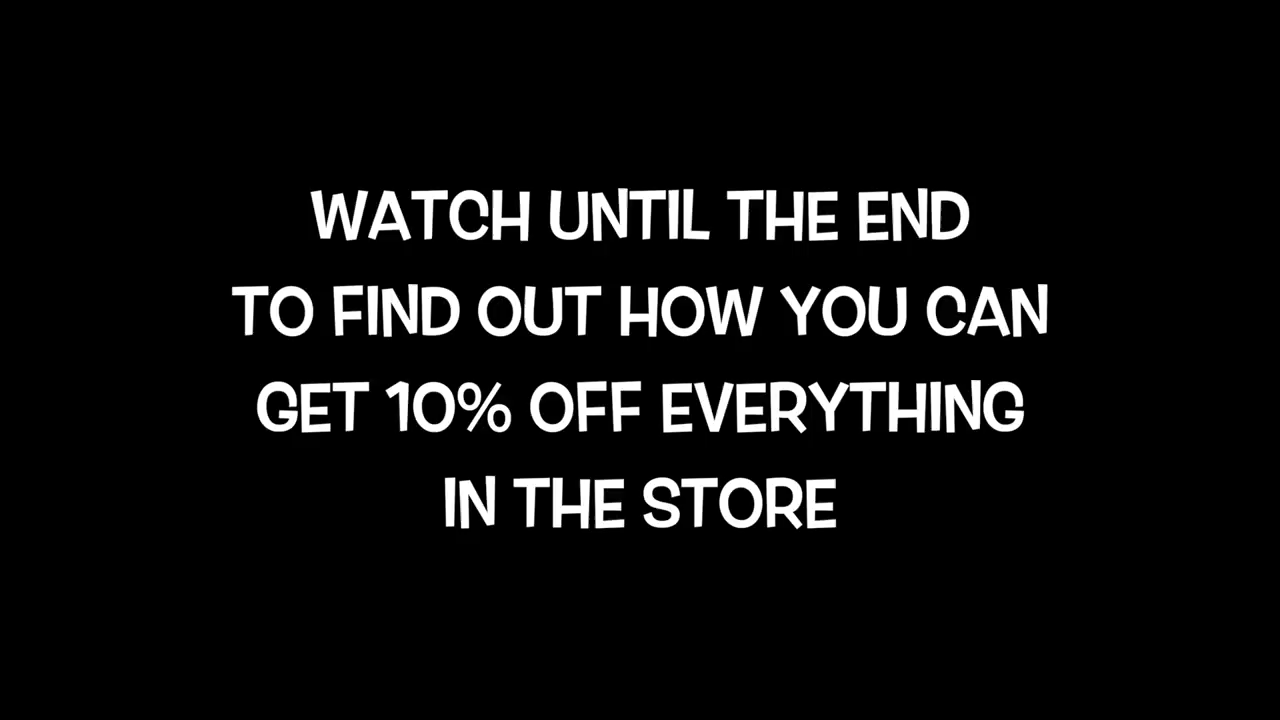 WATCH UNTIL THE END
TO FIND OUT HOW YOU CAN
GET 10% OFF EVERYTHING
IN THE STORE